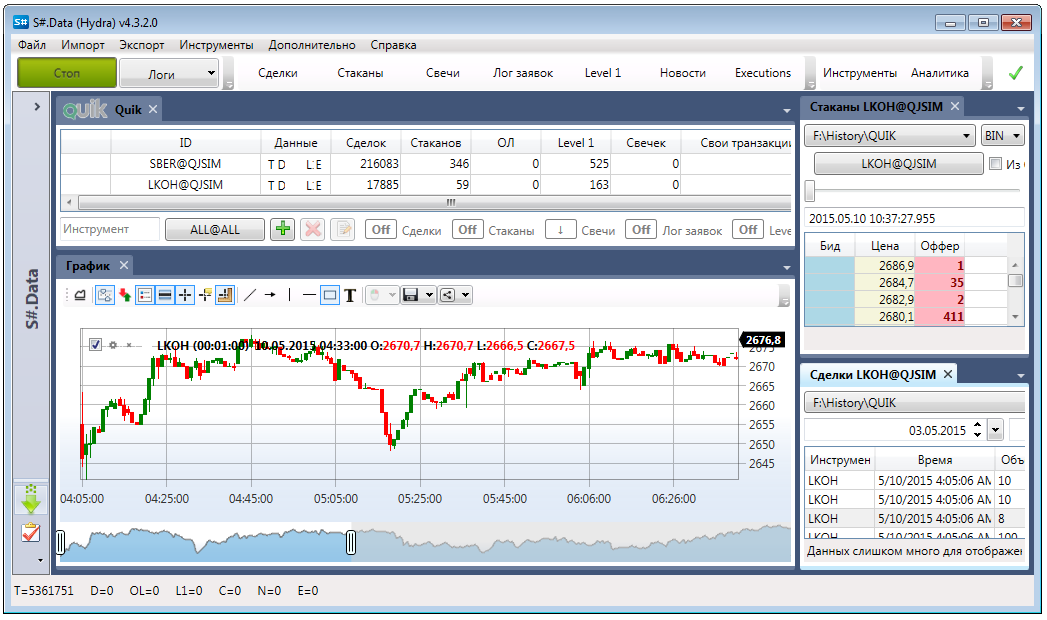 S# S#.Data (Hydra) v4.3.2.0
Файл Импорт Экспорт Инструменты Дополнительно Справка
Стоп Логи Сделки Стаканы Свечи Лог заявок Level 1 Новости Executions Инструменты Аналитика
S#.Data
quik Quik
ID Данные Сделок Стаканов ОЛ Level 1 Свечек Свои транзакции
SBER@QJSIM T D L:E 216083 346 0 525 0
LKOH@QJSIM T D L:E 17885 59 0 163 0
Инструмент ALL@ALL Off Сделки Off Стаканы ↓ Свечи Off Лог заявок Off Leve
График
T
LKOH (00:01:00) 10.05.2015 04:33:00 O:2670,7 H:2670,7 L:2666,5 C:2667,5
2676,8
2675
2670
2665
2660
2655
2650
2645
04:05:00 04:25:00 04:45:00 05:05:00 05:25:00 05:45:00 06:06:00 06:26:00
Стаканы LKOH@QJSIM
F:\History\QUIK BIN
LKOH@QJSIM Из
2015.05.10 10:37:27.955
Бид Цена Оффер
2686,9 1
2684,7 35
2682,9 2
2680,1 411
Сделки LKOH@QJSIM
F:\History\QUIK
03.05.2015
Инструмен Время Объ
LKOH 5/10/2015 4:05:06 AM 10
LKOH 5/10/2015 4:05:06 AM 10
LKOH 5/10/2015 4:05:06 AM 8
LKOH 5/10/2015 4:05:06 AM 100
Данных слишком много для отображен
T=5361751 D=0 OL=0 L1=0 C=0 N=0 E=0